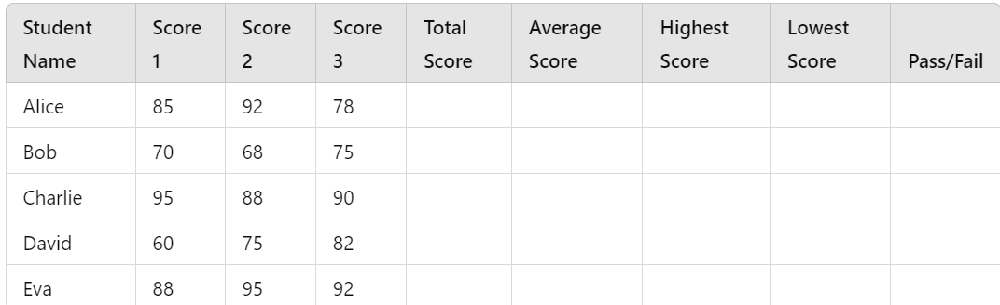 Student Name Score 1 Score 2 Score 3 Total Score Average Score Highest Score Lowest Score Pass/Fail
Alice 85 92 78
Bob 70 68 75
Charlie 95 88 90
David 60 75 82
Eva 88 95 92